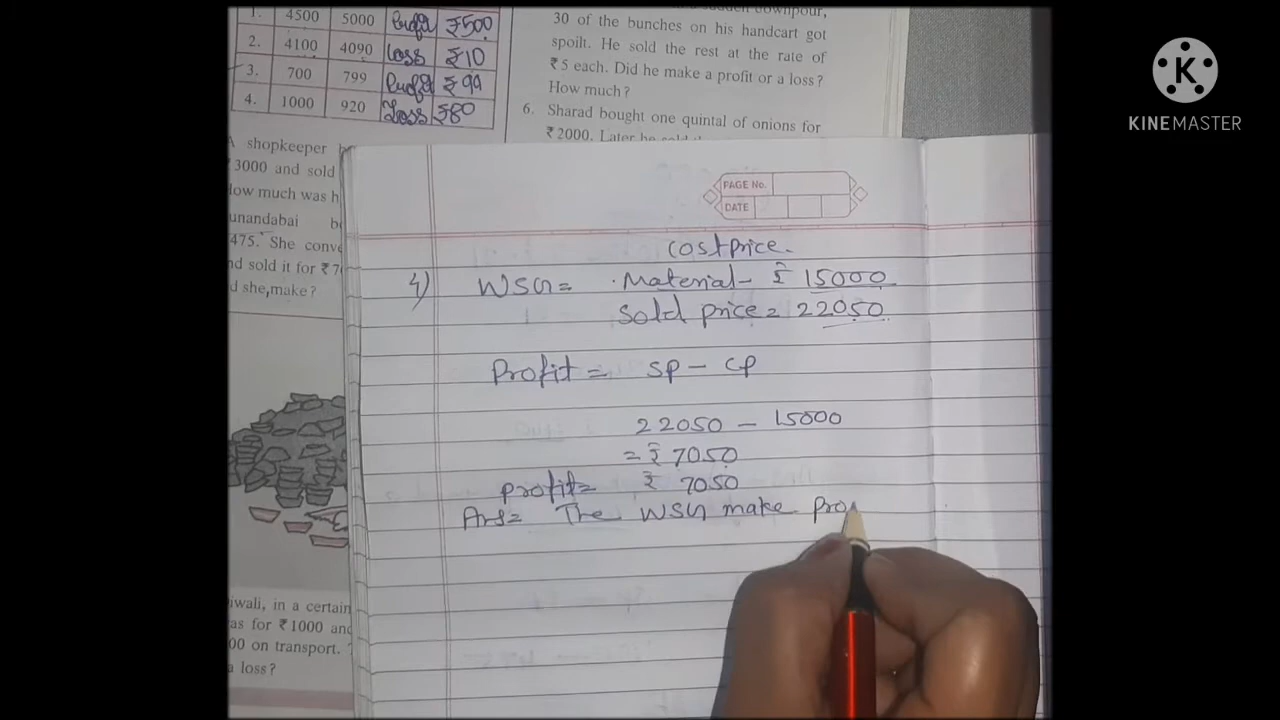 1. 4500 5000 Profit ₹500
2. 4100 4090 Loss ₹10
3. 700 799 Profit ₹99
4. 1000 920 Loss ₹80
A shopkeeper
₹3000 and sold
How much was
unandabai
475. She
nd sold it for ₹
d she, make?
downpour,
30 of the bunches on his handcart got
spoilt. He sold the rest at the rate of
₹5 each. Did he make a profit or a loss?
How much?
6. Sharad bought one quintal of onions for
₹2000. Later he
K
KINEMASTER
PAGE No.
DATE
Cost price.
4) WSG = Material - ₹ 15000
Sold price = 22050
Profit = SP - CP
22050 - 15000
= ₹ 7050
profit = ₹ 7050
Ans= The WSG make pro
iwali, in a certain
as for ₹1000 and
00 on transport.
a loss?